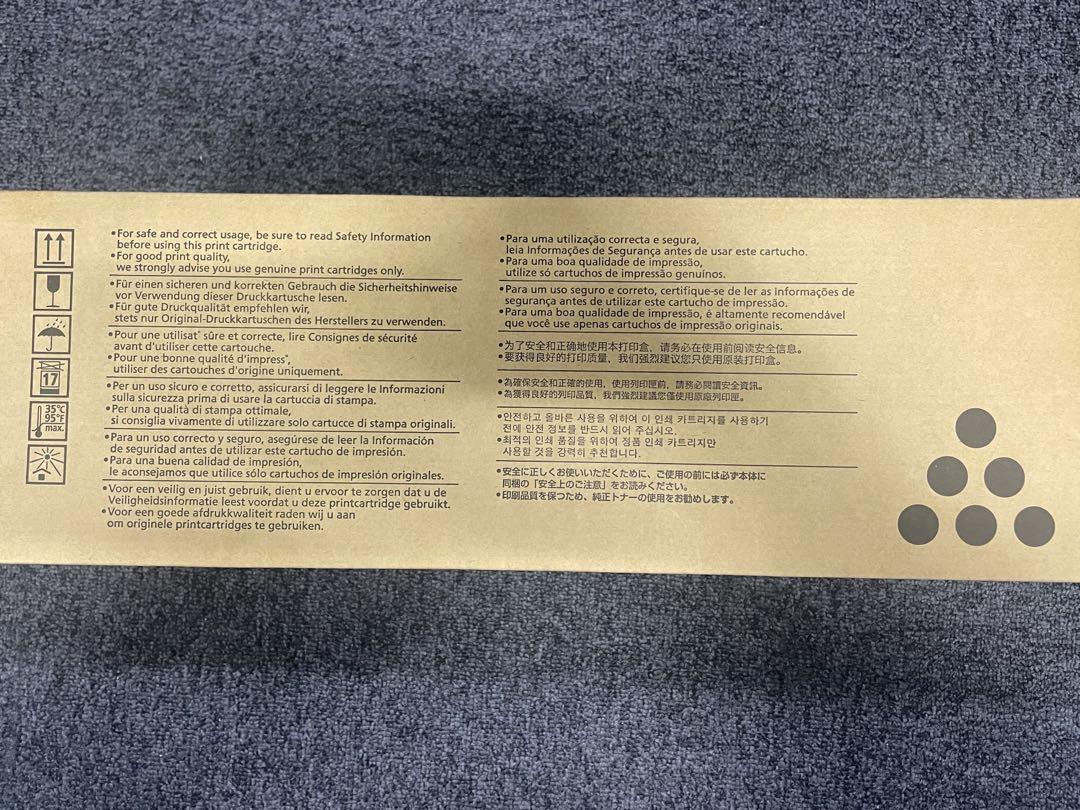 17
35°C
95°F
max.
•For safe and correct usage, be sure to read Safety Information
before using this print cartridge.
•For good print quality,
we strongly advise you use genuine print cartridges only.
•Für einen sicheren und korrekten Gebrauch die Sicherheitshinweise
vor Verwendung dieser Druckkartusche lesen.
•Für gute Druckqualität empfehlen wir,
stets nur Original-Druckkartuschen des Herstellers zu verwenden.
•Pour une utilisat° sûre et correcte, lire Consignes de sécurité
avant d'utiliser cette cartouche.
•Pour une bonne qualité d'impress°,
utiliser des cartouches d'origine uniquement.
•Per un uso sicuro e corretto, assicurarsi di leggere le Informazioni
sulla sicurezza prima di usare la cartuccia di stampa.
•Per una qualità di stampa ottimale,
si consiglia vivamente di utilizzare solo cartucce di stampa originali.
•Para un uso correcto y seguro, asegúrese de leer la Información
de seguridad antes de utilizar este cartucho de impresión.
•Para una buena calidad de impresión,
le aconsejamos que utilice sólo cartuchos de impresión originales.
•Voor een veilig en juist gebruik, dient u ervoor te zorgen dat u de
Veiligheidsinformatie leest voordat u deze printcartridge gebruikt.
•Voor een goede afdrukkwaliteit raden wij u aan
om originele printcartridges te gebruiken.
•Para uma utilização correcta e segura,
leia Informações de Segurança antes de usar este cartucho.
•Para uma boa qualidade de impressão,
utilize só cartuchos de impressão genuínos.
•Para um uso seguro e correto, certifique-se de ler as Informações de
segurança antes de utilizar este cartucho de impressão.
•Para uma boa qualidade de impressão, é altamente recomendável
que você use apenas cartuchos de impressão originais.
•为了安全和正确地使用本打印盒，请务必在使用前阅读安全信息。
•要获得良好的打印质量，我们强烈建议您只使用原装打印盒。
•為確保安全和正確的使用，使用列印匣前，請務必閱讀安全資訊。
•為獲得良好的列印品質，我們強烈建議您僅使用原廠列印匣。
•안전하고 올바른 사용을 위하여 이 인쇄 카트리지를 사용하기
전에 안전 정보를 반드시 읽어 주십시오.
•최적의 인쇄 품질을 위하여 정품 인쇄 카트리지만
사용할 것을 강력히 추천합니다.
•安全に正しくお使いいただくために、ご使用の前には必ず本体に
同梱の「安全上のご注意」をお読みください。
•印刷品質を保つため、純正トナーの使用をお勧めします。